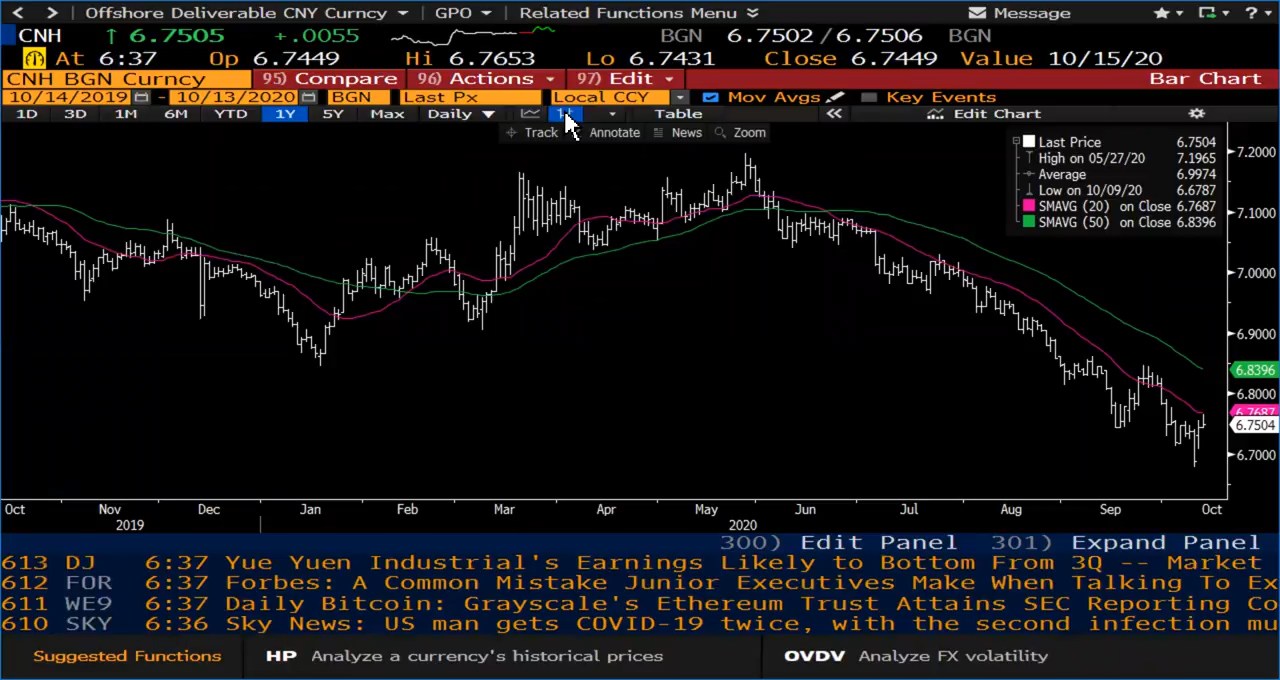 Offshore Deliverable CNY Curncy GPO Related Functions Menu Message ?
CNH ↑ 6.7505 +.0055 BGN 6.7502/6.7506 BGN
At 6:37 Op 6.7449 Hi 6.7653 Lo 6.7431 Close 6.7449 Value 10/15/20
CNH BGN Curncy 95) Compare 96) Actions 97) Edit Bar Chart
10/14/2019 - 10/13/2020 BGN Last Px Local CCY Mov Avgs Key Events
1D 3D 1M 6M YTD 1Y 5Y Max Daily Table Edit Chart
Track Annotate News Zoom
Last Price 6.7504
High on 05/27/20 7.1965
Average 6.9974
Low on 10/09/20 6.6787
SMAVG (20) on Close 6.7687
SMAVG (50) on Close 6.8396
7.2000
7.1000
7.0000
6.9000
6.8396
6.8000
6.7687
6.7504
6.7000
Oct Nov Dec Jan Feb Mar Apr May Jun Jul Aug Sep Oct
2019 2020
300) Edit Panel 301) Expand Panel
613 DJ 6:37 Yue Yuen Industrial's Earnings Likely to Bottom From 3Q -- Market
612 FOR 6:37 Forbes: A Common Mistake Junior Executives Make When Talking To Ex
611 WE9 6:37 Daily Bitcoin: Grayscale's Ethereum Trust Attains SEC Reporting Co
610 SKY 6:36 Sky News: US man gets COVID-19 twice, with the second infection mu
Suggested Functions HP Analyze a currency's historical prices OVDV Analyze FX volatility